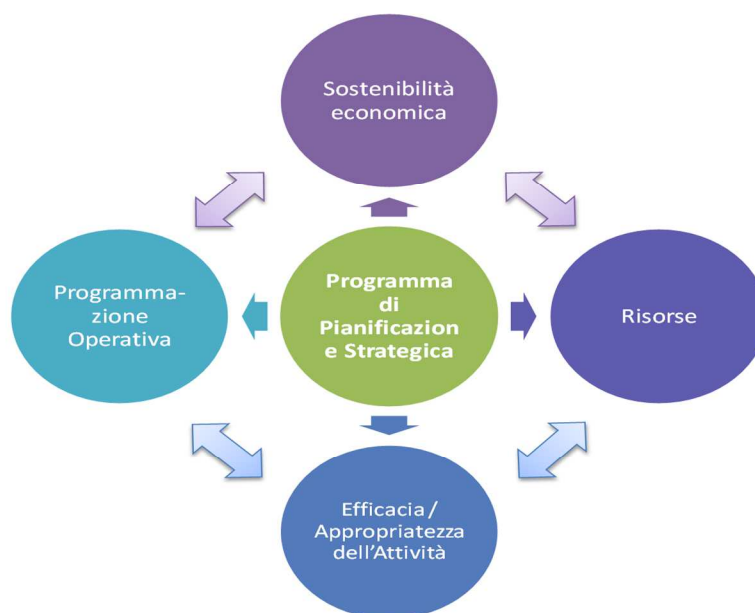 Sostenibilità
economica
Programma-
zione
Operativa
Programma
di
Pianificazion
e Strategica
Risorse
Efficacia /
Appropriatezza
dell’Attività